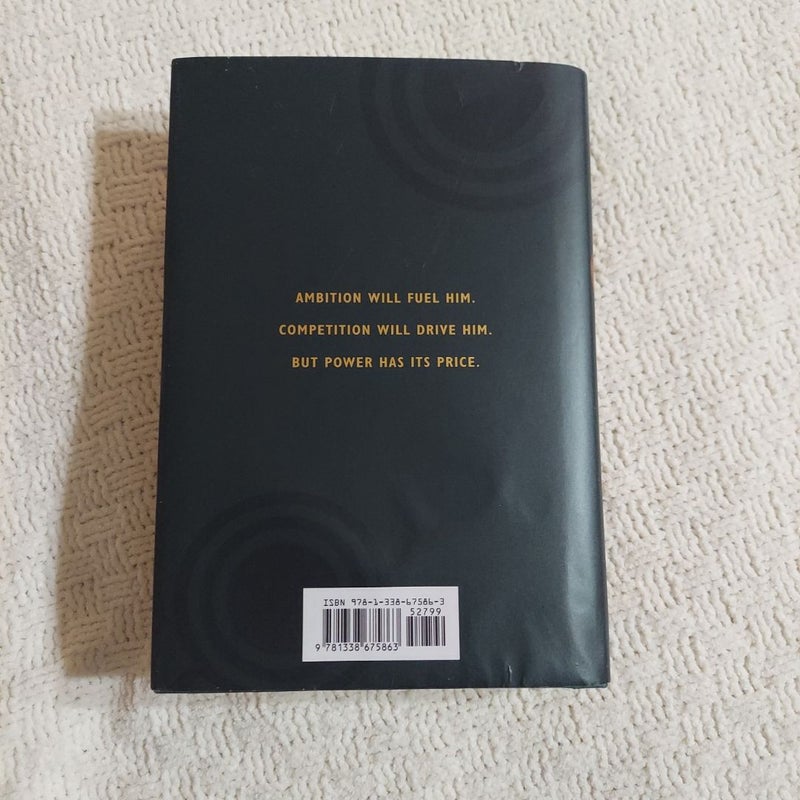 AMBITION WILL FUEL HIM.
COMPETITION WILL DRIVE HIM.
BUT POWER HAS ITS PRICE.
ISBN 978-1-338-67586-3
52799
9 781338 675863